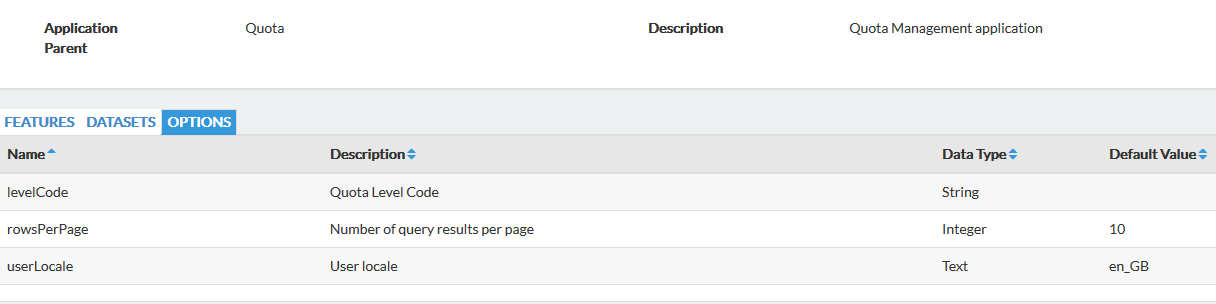 Application Parent Quota Description Quota Management application
FEATURES DATASETS OPTIONS
Name Description Data Type Default Value
levelCode Quota Level Code String
rowsPerPage Number of query results per page Integer 10
userLocale User locale Text en_GB